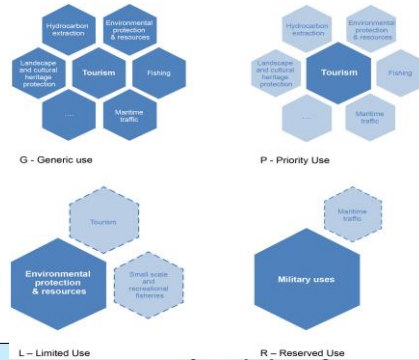 Hydrocarbon
extraction
Environmental
protection
& resources
Landscape
and cultural
heritage
protection
Tourism
Fishing
....
Maritime
traffic
G - Generic use
Hydrocarbon
extraction
Environmental
protection
& resources
Landscape
and cultural
heritage
protection
Tourism
Fishing
....
Maritime
traffic
P - Priority Use
Tourism
Environmental
protection
& resources
Small scale
and
recreational
fisheries
L – Limited Use
Maritime
traffic
Military uses
R – Reserved Use